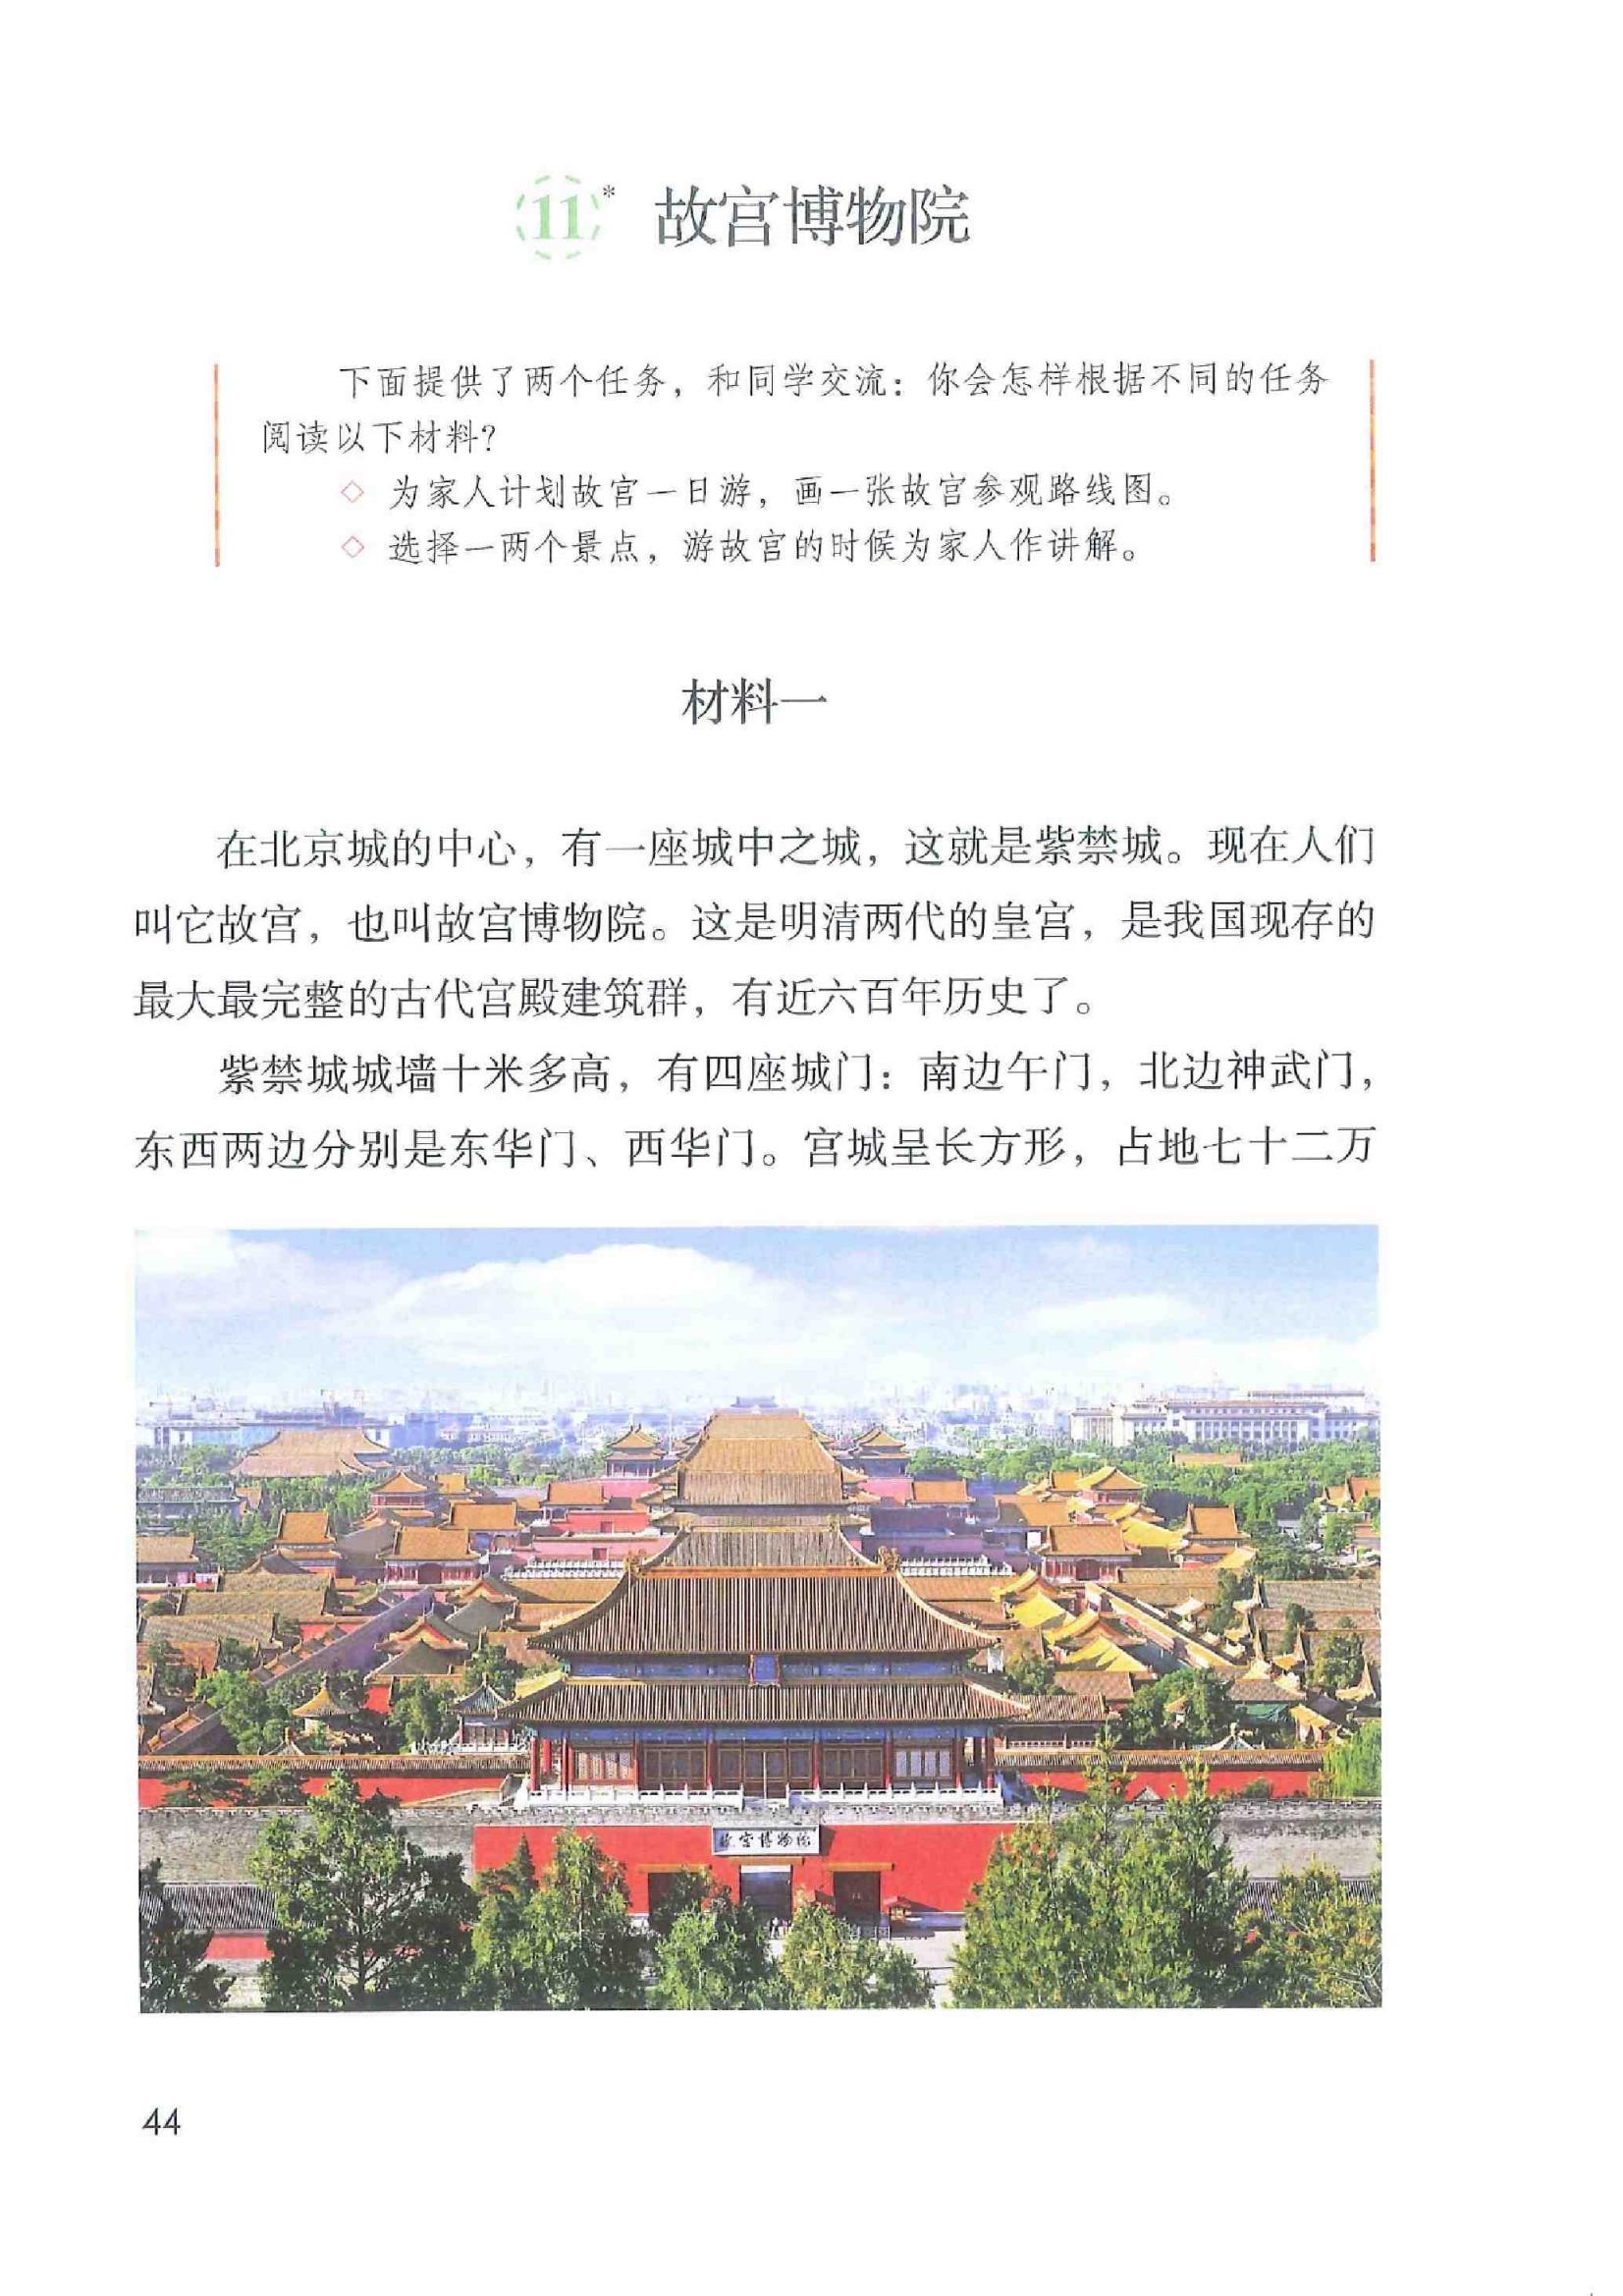 11* 故宫博物院
下面提供了两个任务，和同学交流：你会怎样根据不同的任务
阅读以下材料？
◇ 为家人计划故宫一日游，画一张故宫参观路线图。
◇ 选择一两个景点，游故宫的时候为家人作讲解。
材料一
在北京城的中心，有一座城中之城，这就是紫禁城。现在人们
叫它故宫，也叫故宫博物院。这是明清两代的皇宫，是我国现存的
最大最完整的古代宫殿建筑群，有近六百年历史了。
紫禁城城墙十米多高，有四座城门：南边午门，北边神武门，
东西两边分别是东华门、西华门。宫城呈长方形，占地七十二万
故宫博物院
44